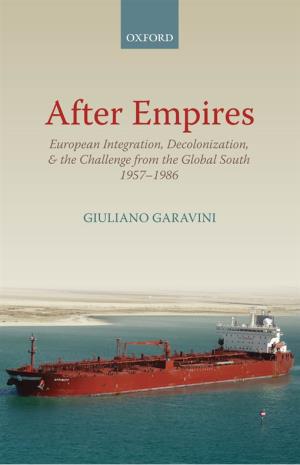 OXFORD
After Empires
European Integration, Decolonization,
& the Challenge from the Global South
1957–1986
GIULIANO GARAVINI